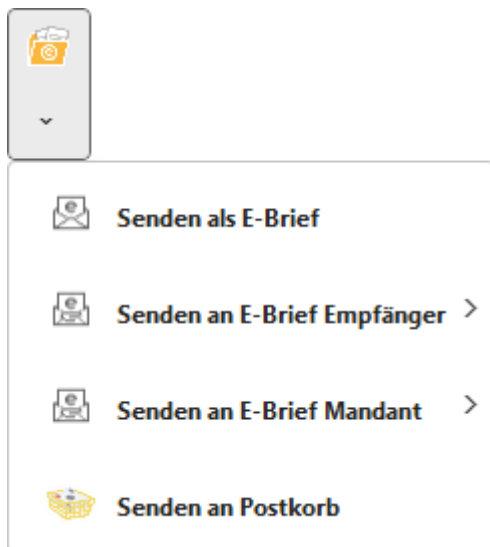 Senden als E-Brief
Senden an E-Brief Empfänger
Senden an E-Brief Mandant
Senden an Postkorb